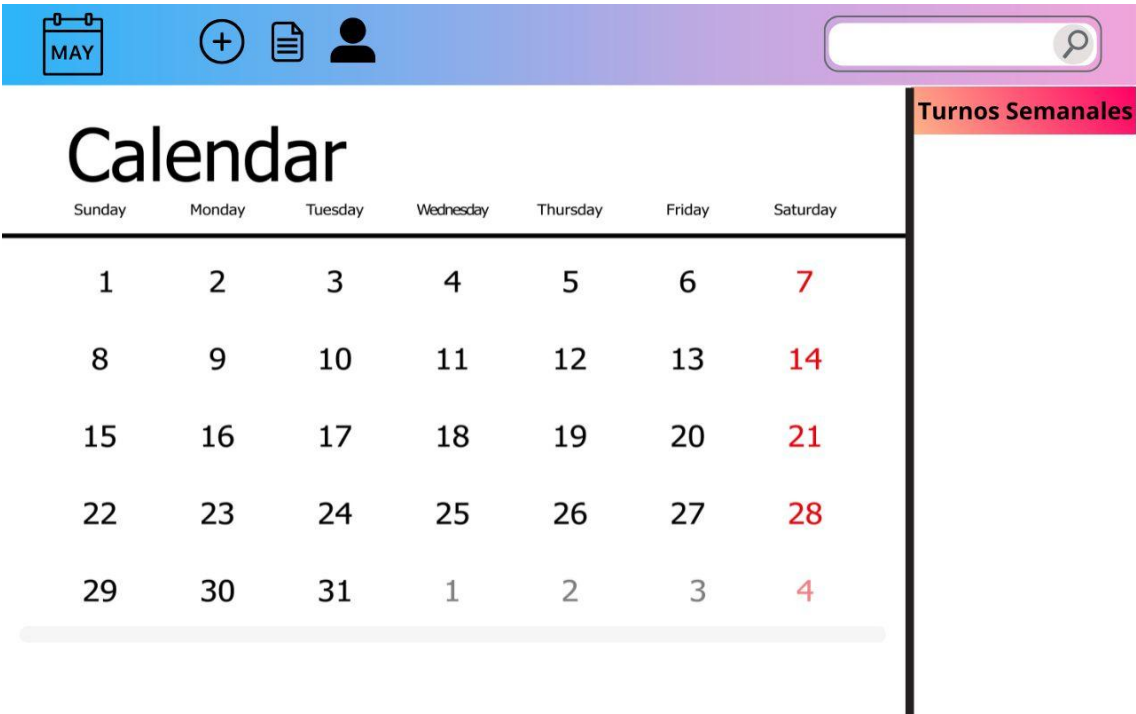 MAY
Turnos Semanales
Calendar
Sunday Monday Tuesday Wednesday Thursday Friday Saturday
1 2 3 4 5 6 7
8 9 10 11 12 13 14
15 16 17 18 19 20 21
22 23 24 25 26 27 28
29 30 31 1 2 3 4